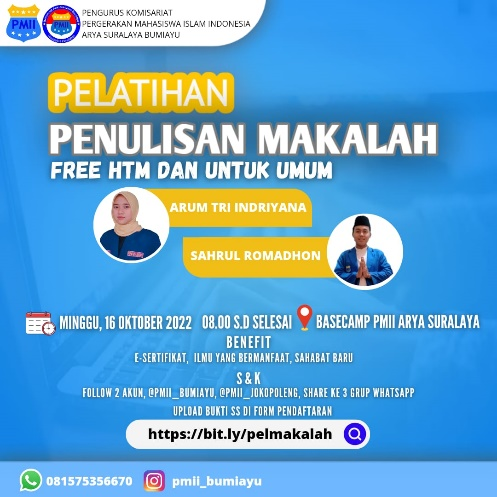 PMII
PENGURUS KOMISARIAT
PERGERAKAN MAHASISWA ISLAM INDONESIA
ARYA SURALAYA BUMIAYU
PELATIHAN
PENULISAN MAKALAH
FREE HTM DAN UNTUK UMUM
ARUM TRI INDRIYANA
SAHRUL ROMADHON
MINGGU, 16 OKTOBER 2022 08.00 S.D SELESAI BASECAMP PMII ARYA SURALAYA
BENEFIT
E-SERTIFIKAT, ILMU YANG BERMANFAAT, SAHABAT BARU
S & K
FOLLOW 2 AKUN, @PMII_BUMIAYU, @PMII_JOKOPOLENG, SHARE KE 3 GRUP WHATSAPP
UPLOAD BUKTI SS DI FORM PENDAFTARAN
https://bit.ly/pelmakalah
081575356670 pmii_bumiayu